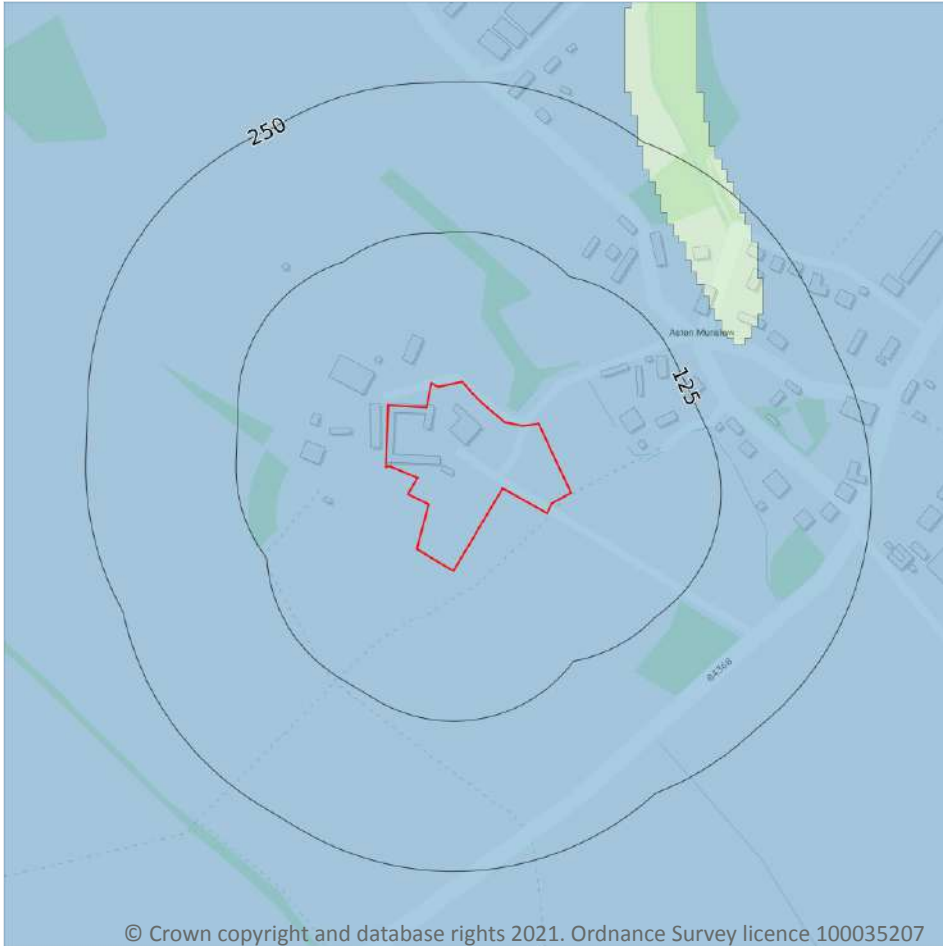 250
Aston Munslow
125
B4368
© Crown copyright and database rights 2021. Ordnance Survey licence 100035207